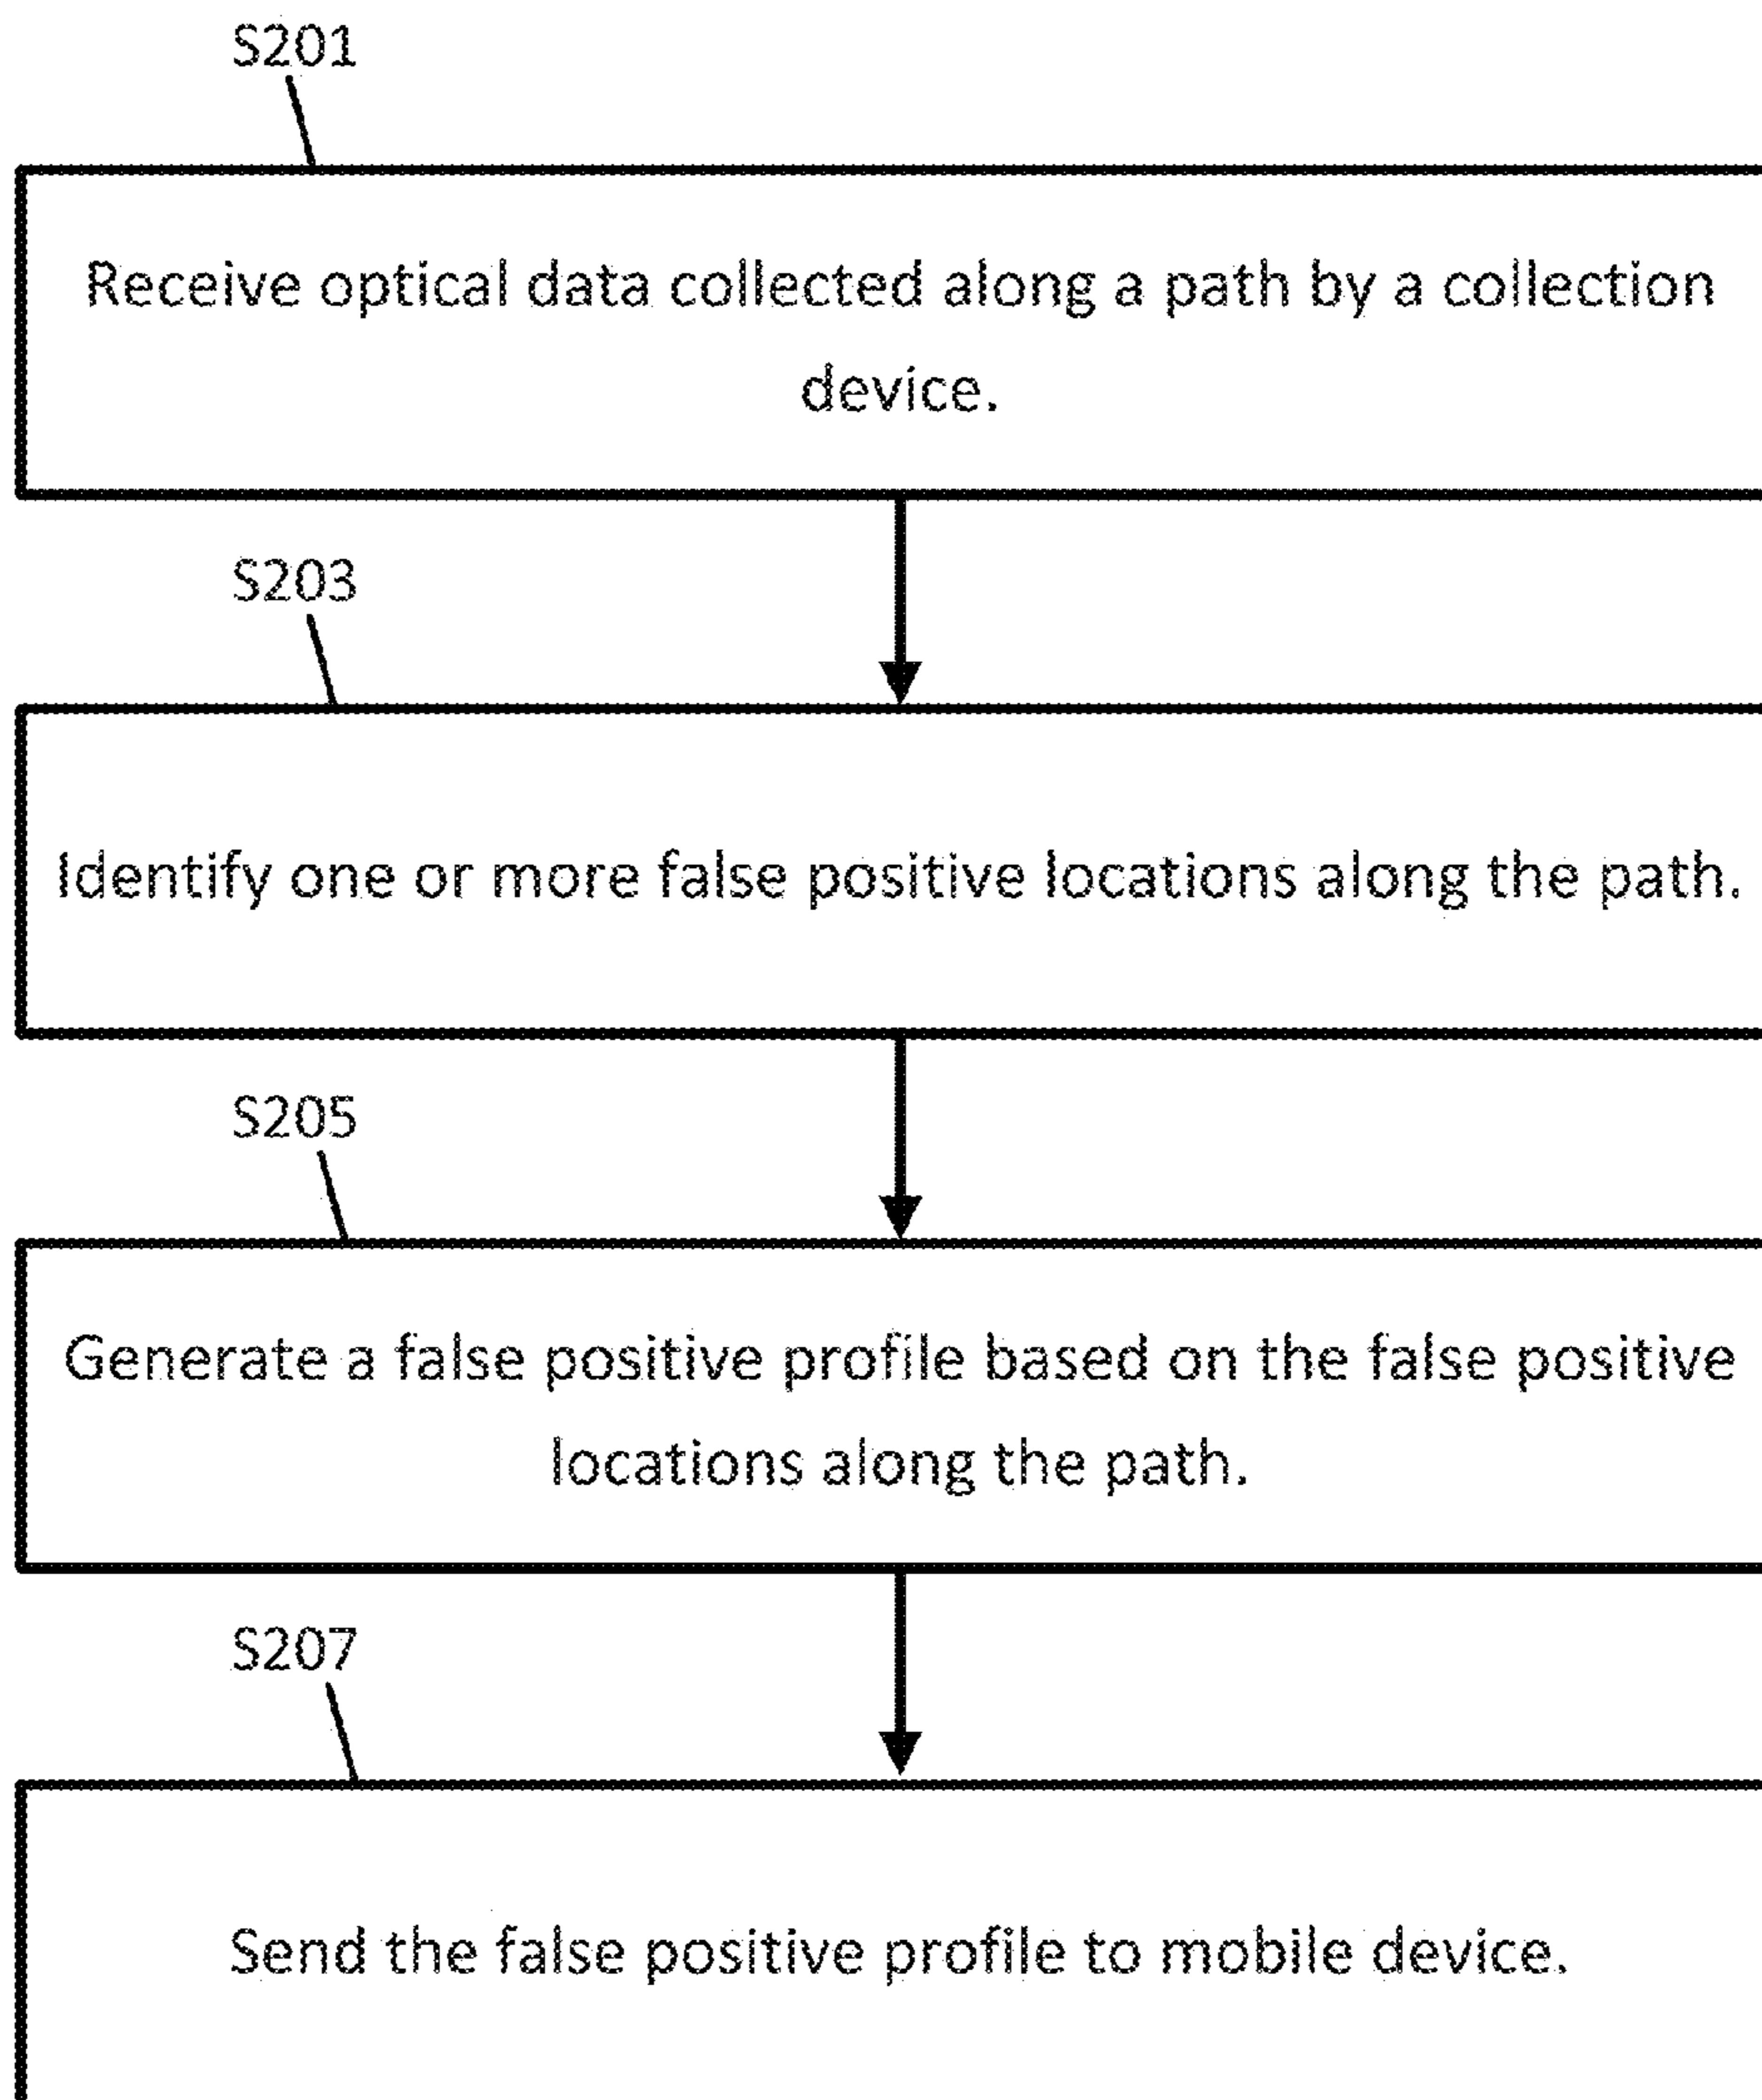 S201
Receive optical data collected along a path by a collection
device.
S203
Identify one or more false positive locations along the path.
S205
Generate a false positive profile based on the false positive
locations along the path.
S207
Send the false positive profile to mobile device.